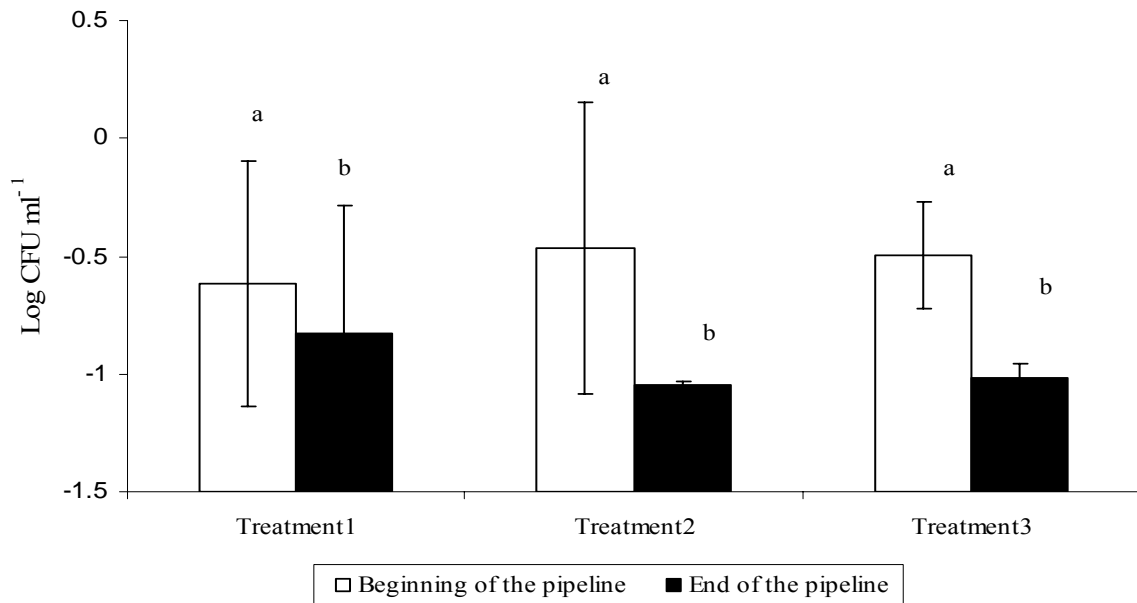 0.5
0
-0.5
-1
-1.5
Log CFU ml⁻¹
a
b
a
b
a
b
Treatment1 Treatment2 Treatment3
Beginning of the pipeline End of the pipeline